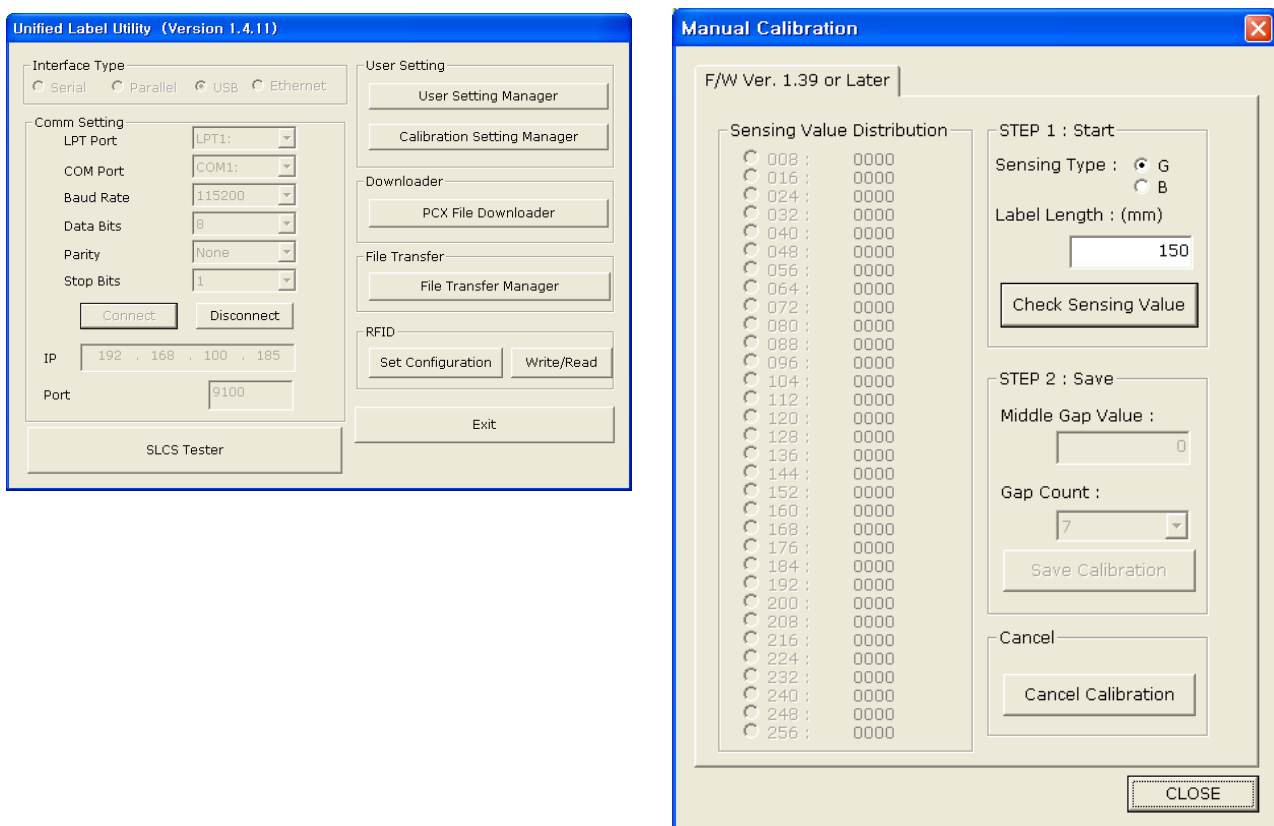 Unified Label Utility (Version 1.4.11)
Interface Type
Serial Parallel USB Ethernet
Comm Setting
LPT Port LPT1:
COM Port COM1:
Baud Rate 115200
Data Bits 8
Parity None
Stop Bits 1
Connect Disconnect
IP 192 . 168 . 100 . 185
Port 9100
SLCS Tester
User Setting
User Setting Manager
Calibration Setting Manager
Downloader
PCX File Downloader
File Transfer
File Transfer Manager
RFID
Set Configuration Write/Read
Exit
Manual Calibration
F/W Ver. 1.39 or Later
Sensing Value Distribution
008 : 0000
016 : 0000
024 : 0000
032 : 0000
040 : 0000
048 : 0000
056 : 0000
064 : 0000
072 : 0000
080 : 0000
088 : 0000
096 : 0000
104 : 0000
112 : 0000
120 : 0000
128 : 0000
136 : 0000
144 : 0000
152 : 0000
160 : 0000
168 : 0000
176 : 0000
184 : 0000
192 : 0000
200 : 0000
208 : 0000
216 : 0000
224 : 0000
232 : 0000
240 : 0000
248 : 0000
256 : 0000
STEP 1 : Start
Sensing Type : G
B
Label Length : (mm)
150
Check Sensing Value
STEP 2 : Save
Middle Gap Value :
0
Gap Count :
7
Save Calibration
Cancel
Cancel Calibration
CLOSE